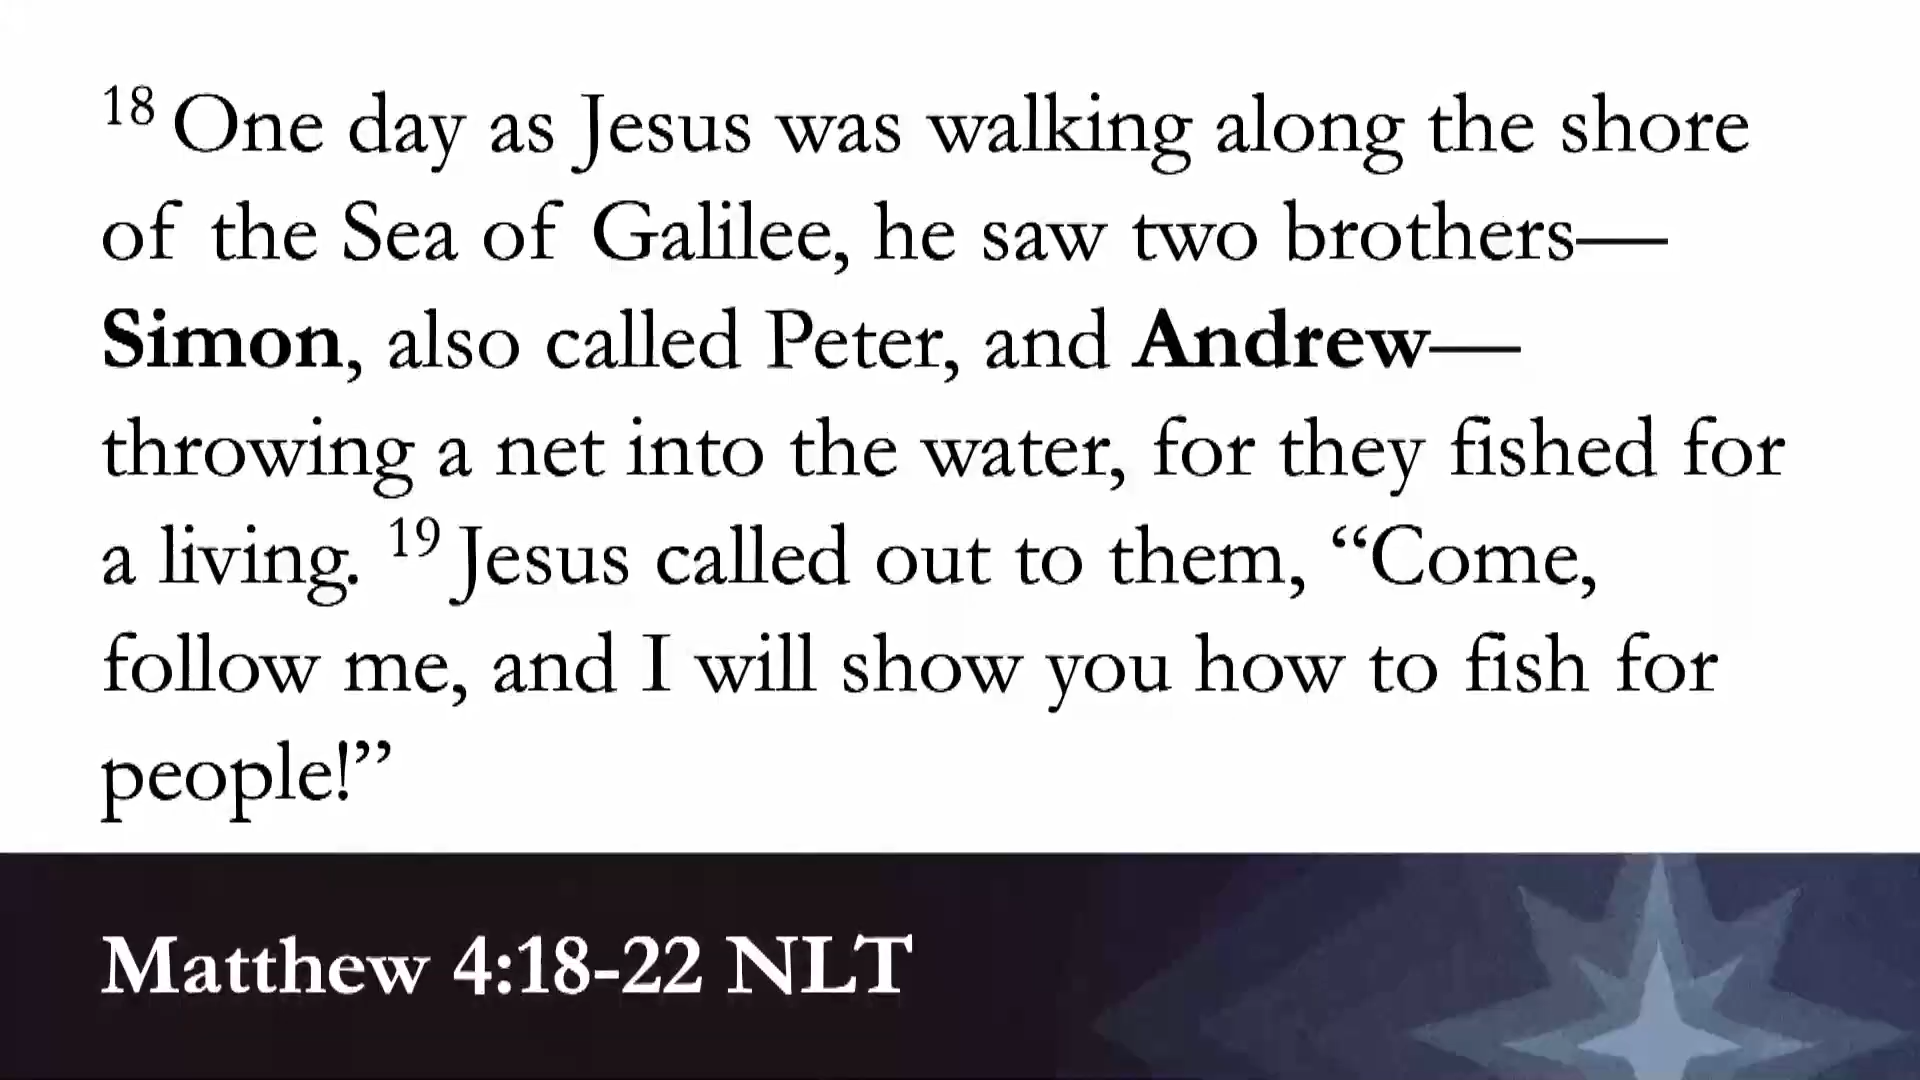 18 One day as Jesus was walking along the shore
of the Sea of Galilee, he saw two brothers—
Simon, also called Peter, and Andrew—
throwing a net into the water, for they fished for
a living. 19 Jesus called out to them, “Come,
follow me, and I will show you how to fish for
people!”
Matthew 4:18-22 NLT